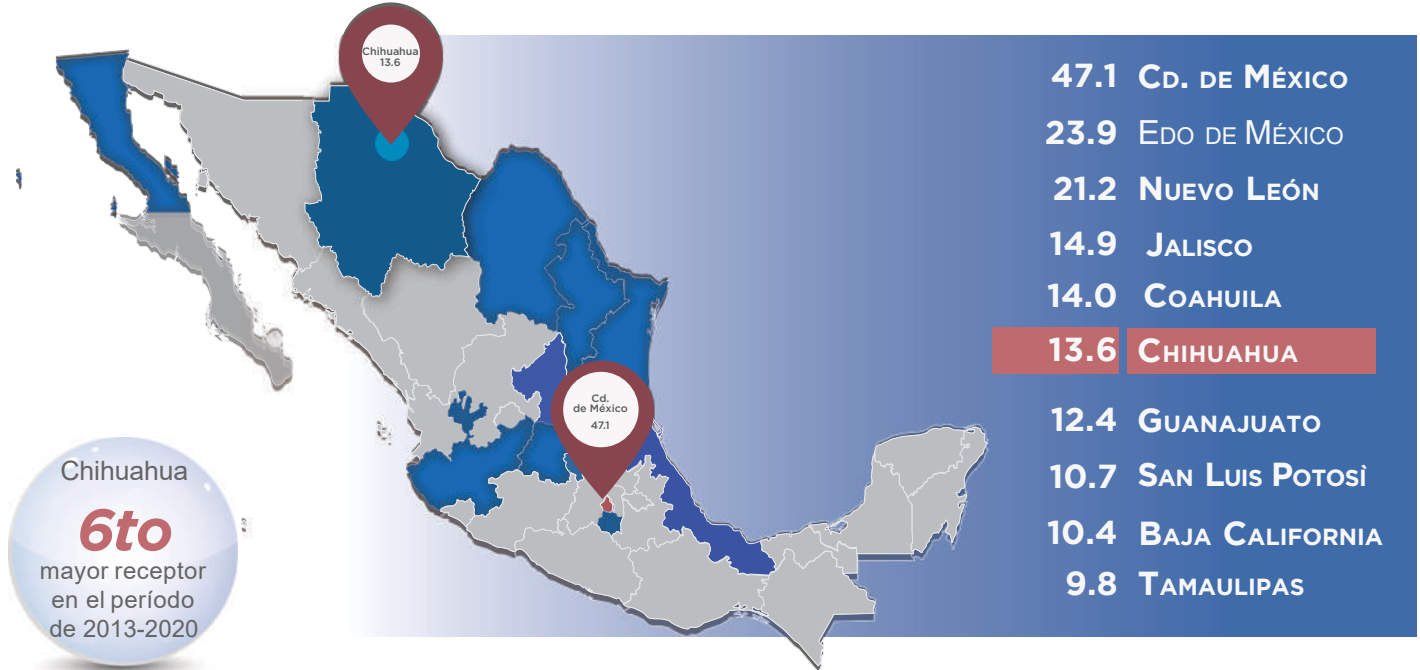 Chihuahua
13.6
Cd.
de México
47.1
Chihuahua
6to
mayor receptor
en el período
de 2013-2020
47.1 CD. DE MÉXICO
23.9 EDO DE MÉXICO
21.2 NUEVO LEÓN
14.9 JALISCO
14.0 COAHUILA
13.6 CHIHUAHUA
12.4 GUANAJUATO
10.7 SAN LUIS POTOSÌ
10.4 BAJA CALIFORNIA
9.8 TAMAULIPAS